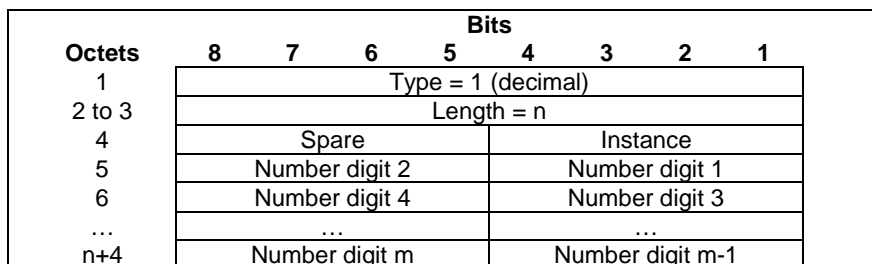 Bits
Octets 8 7 6 5 4 3 2 1
1 Type = 1 (decimal)
2 to 3 Length = n
4 Spare Instance
5 Number digit 2 Number digit 1
6 Number digit 4 Number digit 3
… … …
n+4 Number digit m Number digit m-1